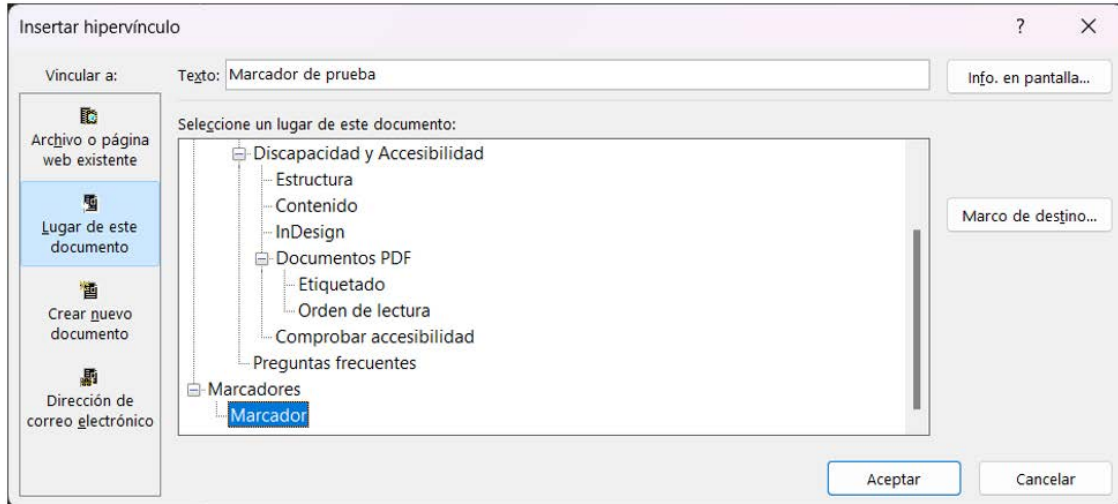 Insertar hipervínculo
Vincular a:
Texto: Marcador de prueba
Info. en pantalla...
Archivo o página
web existente
Lugar de este
documento
Crear nuevo
documento
Dirección de
correo electrónico
Seleccione un lugar de este documento:
Discapacidad y Accesibilidad
Estructura
Contenido
InDesign
Documentos PDF
Etiquetado
Orden de lectura
Comprobar accesibilidad
Preguntas frecuentes
Marcadores
Marcador
Marco de destino...
Aceptar
Cancelar